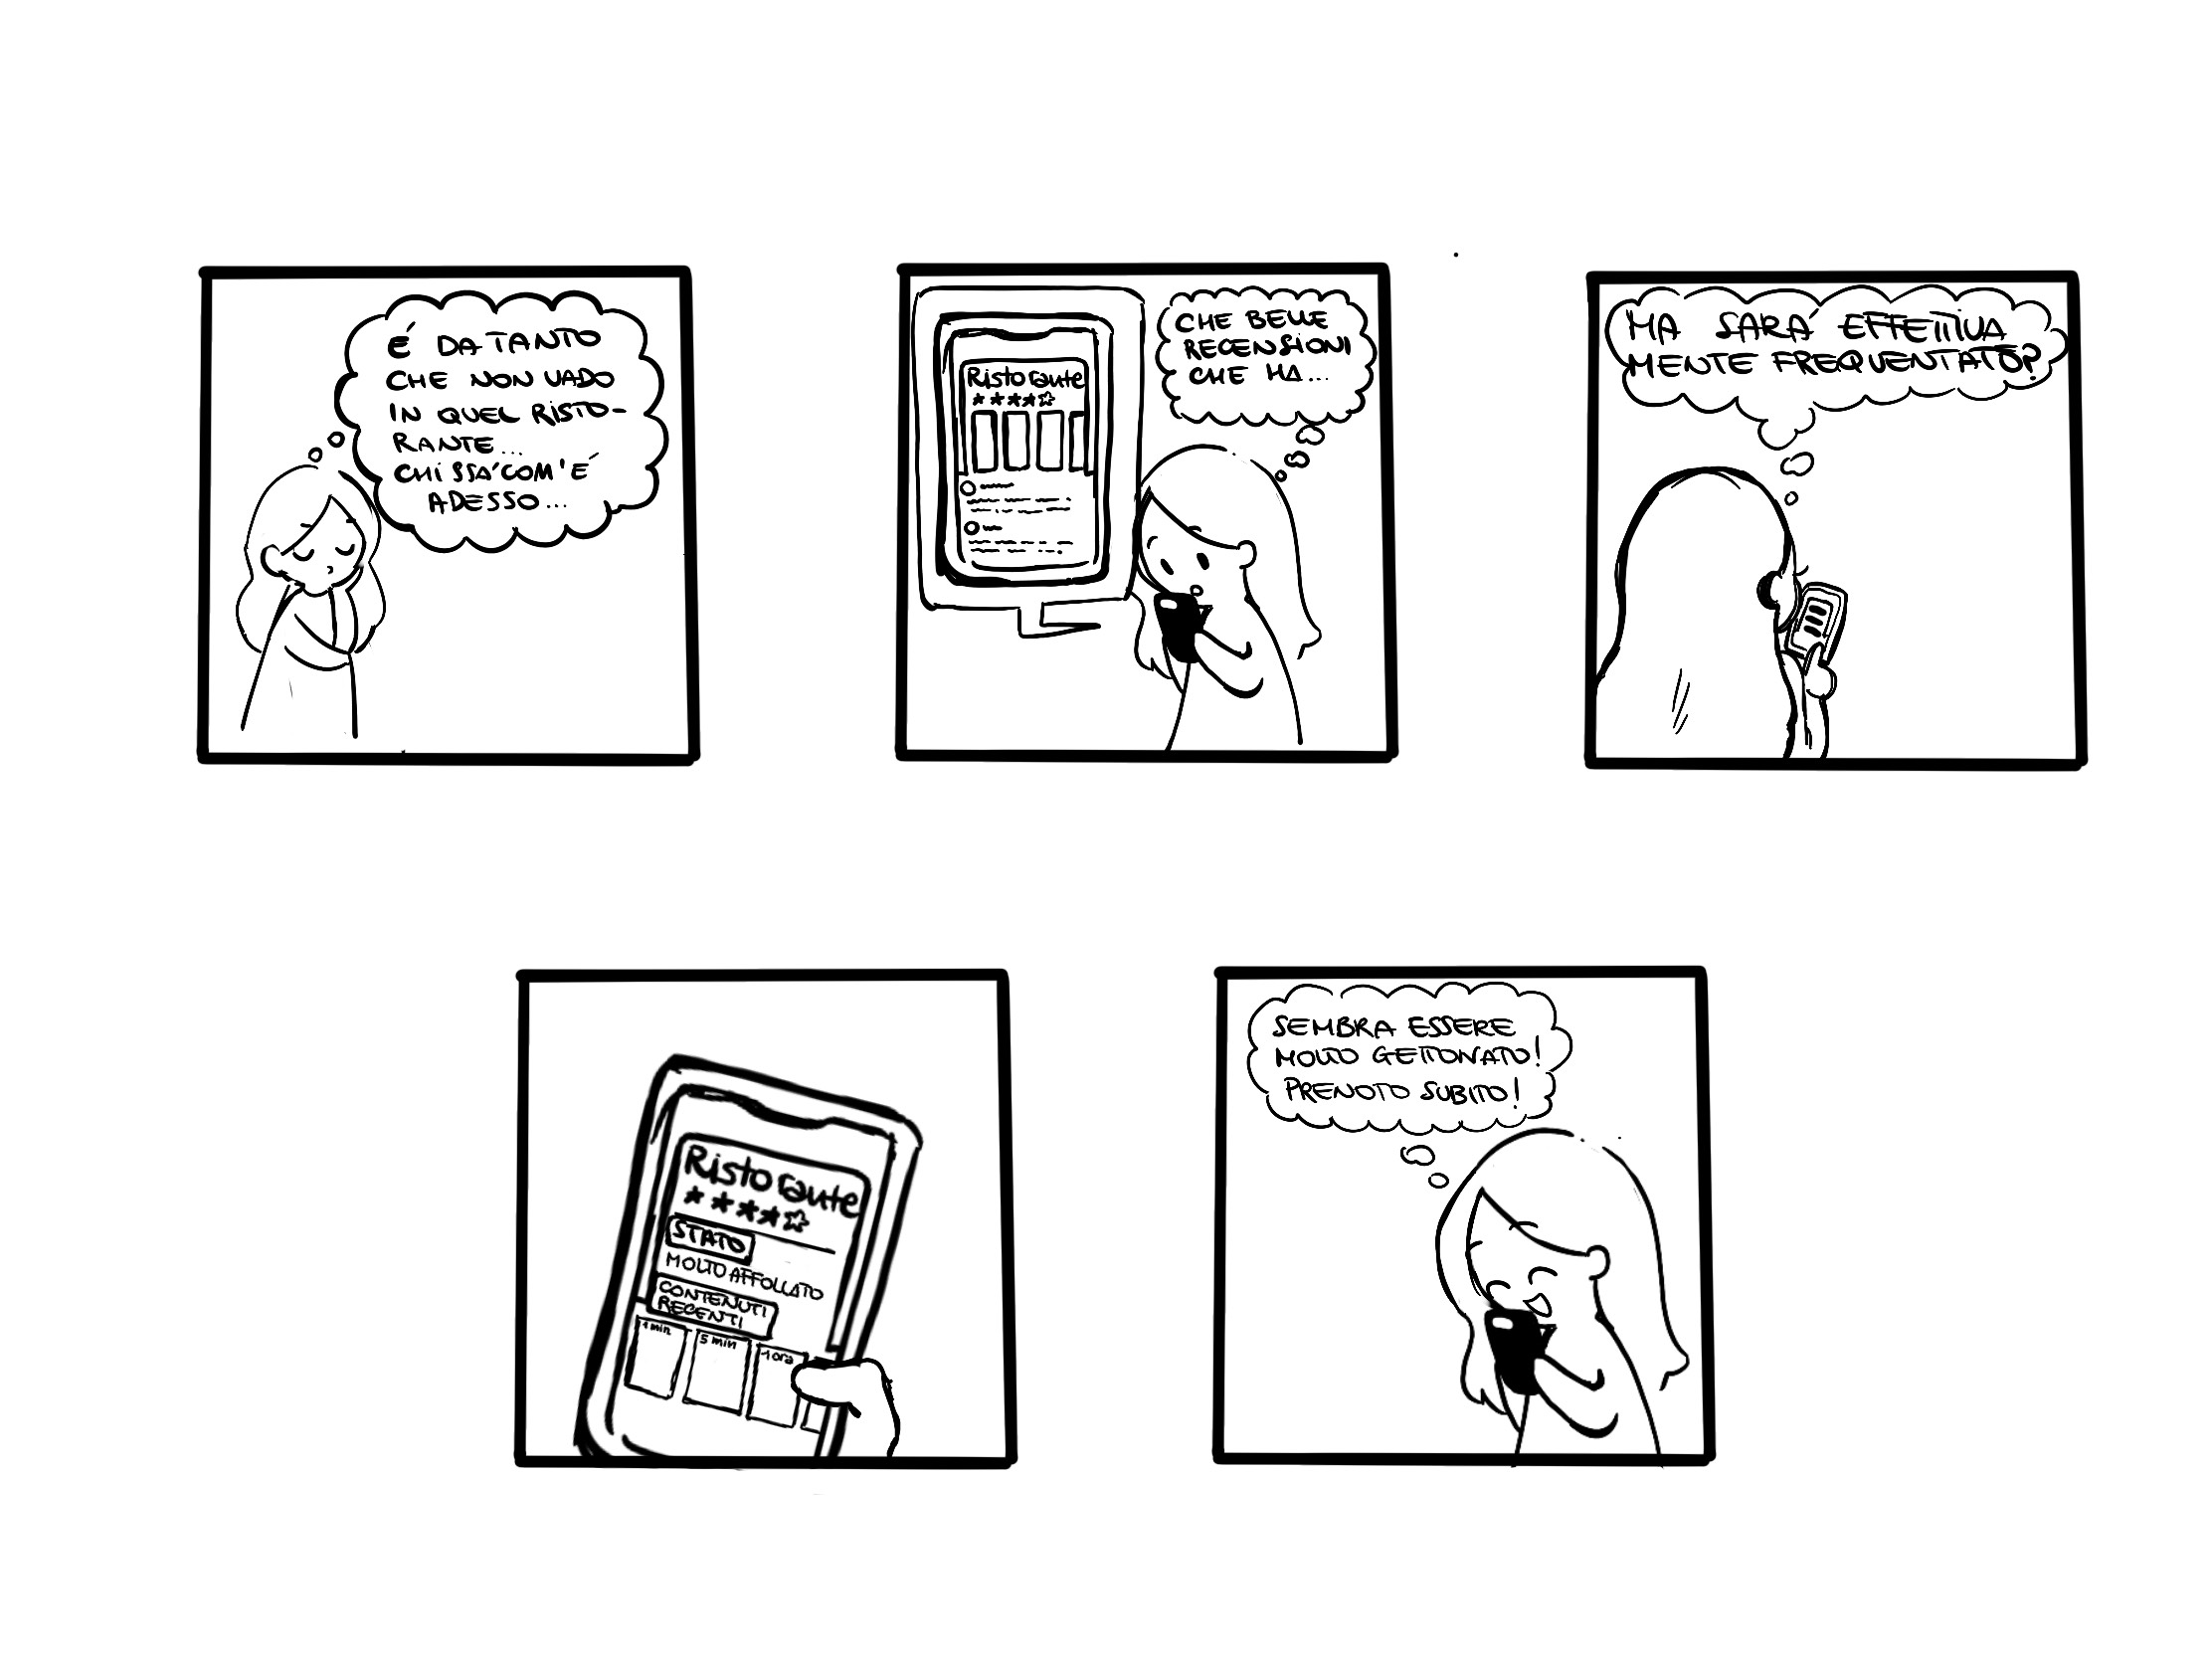 É DA TANTO
CHE NON VADO
IN QUEL RISTO-
RANTE...
CHISSÀ COM'É
ADESSO...
Ristorante
CHE BELLE
RECENSIONI
CHE HA...
MA SARÀ EFFETTIVA
MENTE FREQUENTATO?
Ristorante
STATO
MOLTO AFFOLLATO
CONTENUTI
RECENTI
1 min
5 min
1 ora
SEMBRA ESSERE
MOLTO GETTONATO!
PRENOTO SUBITO!